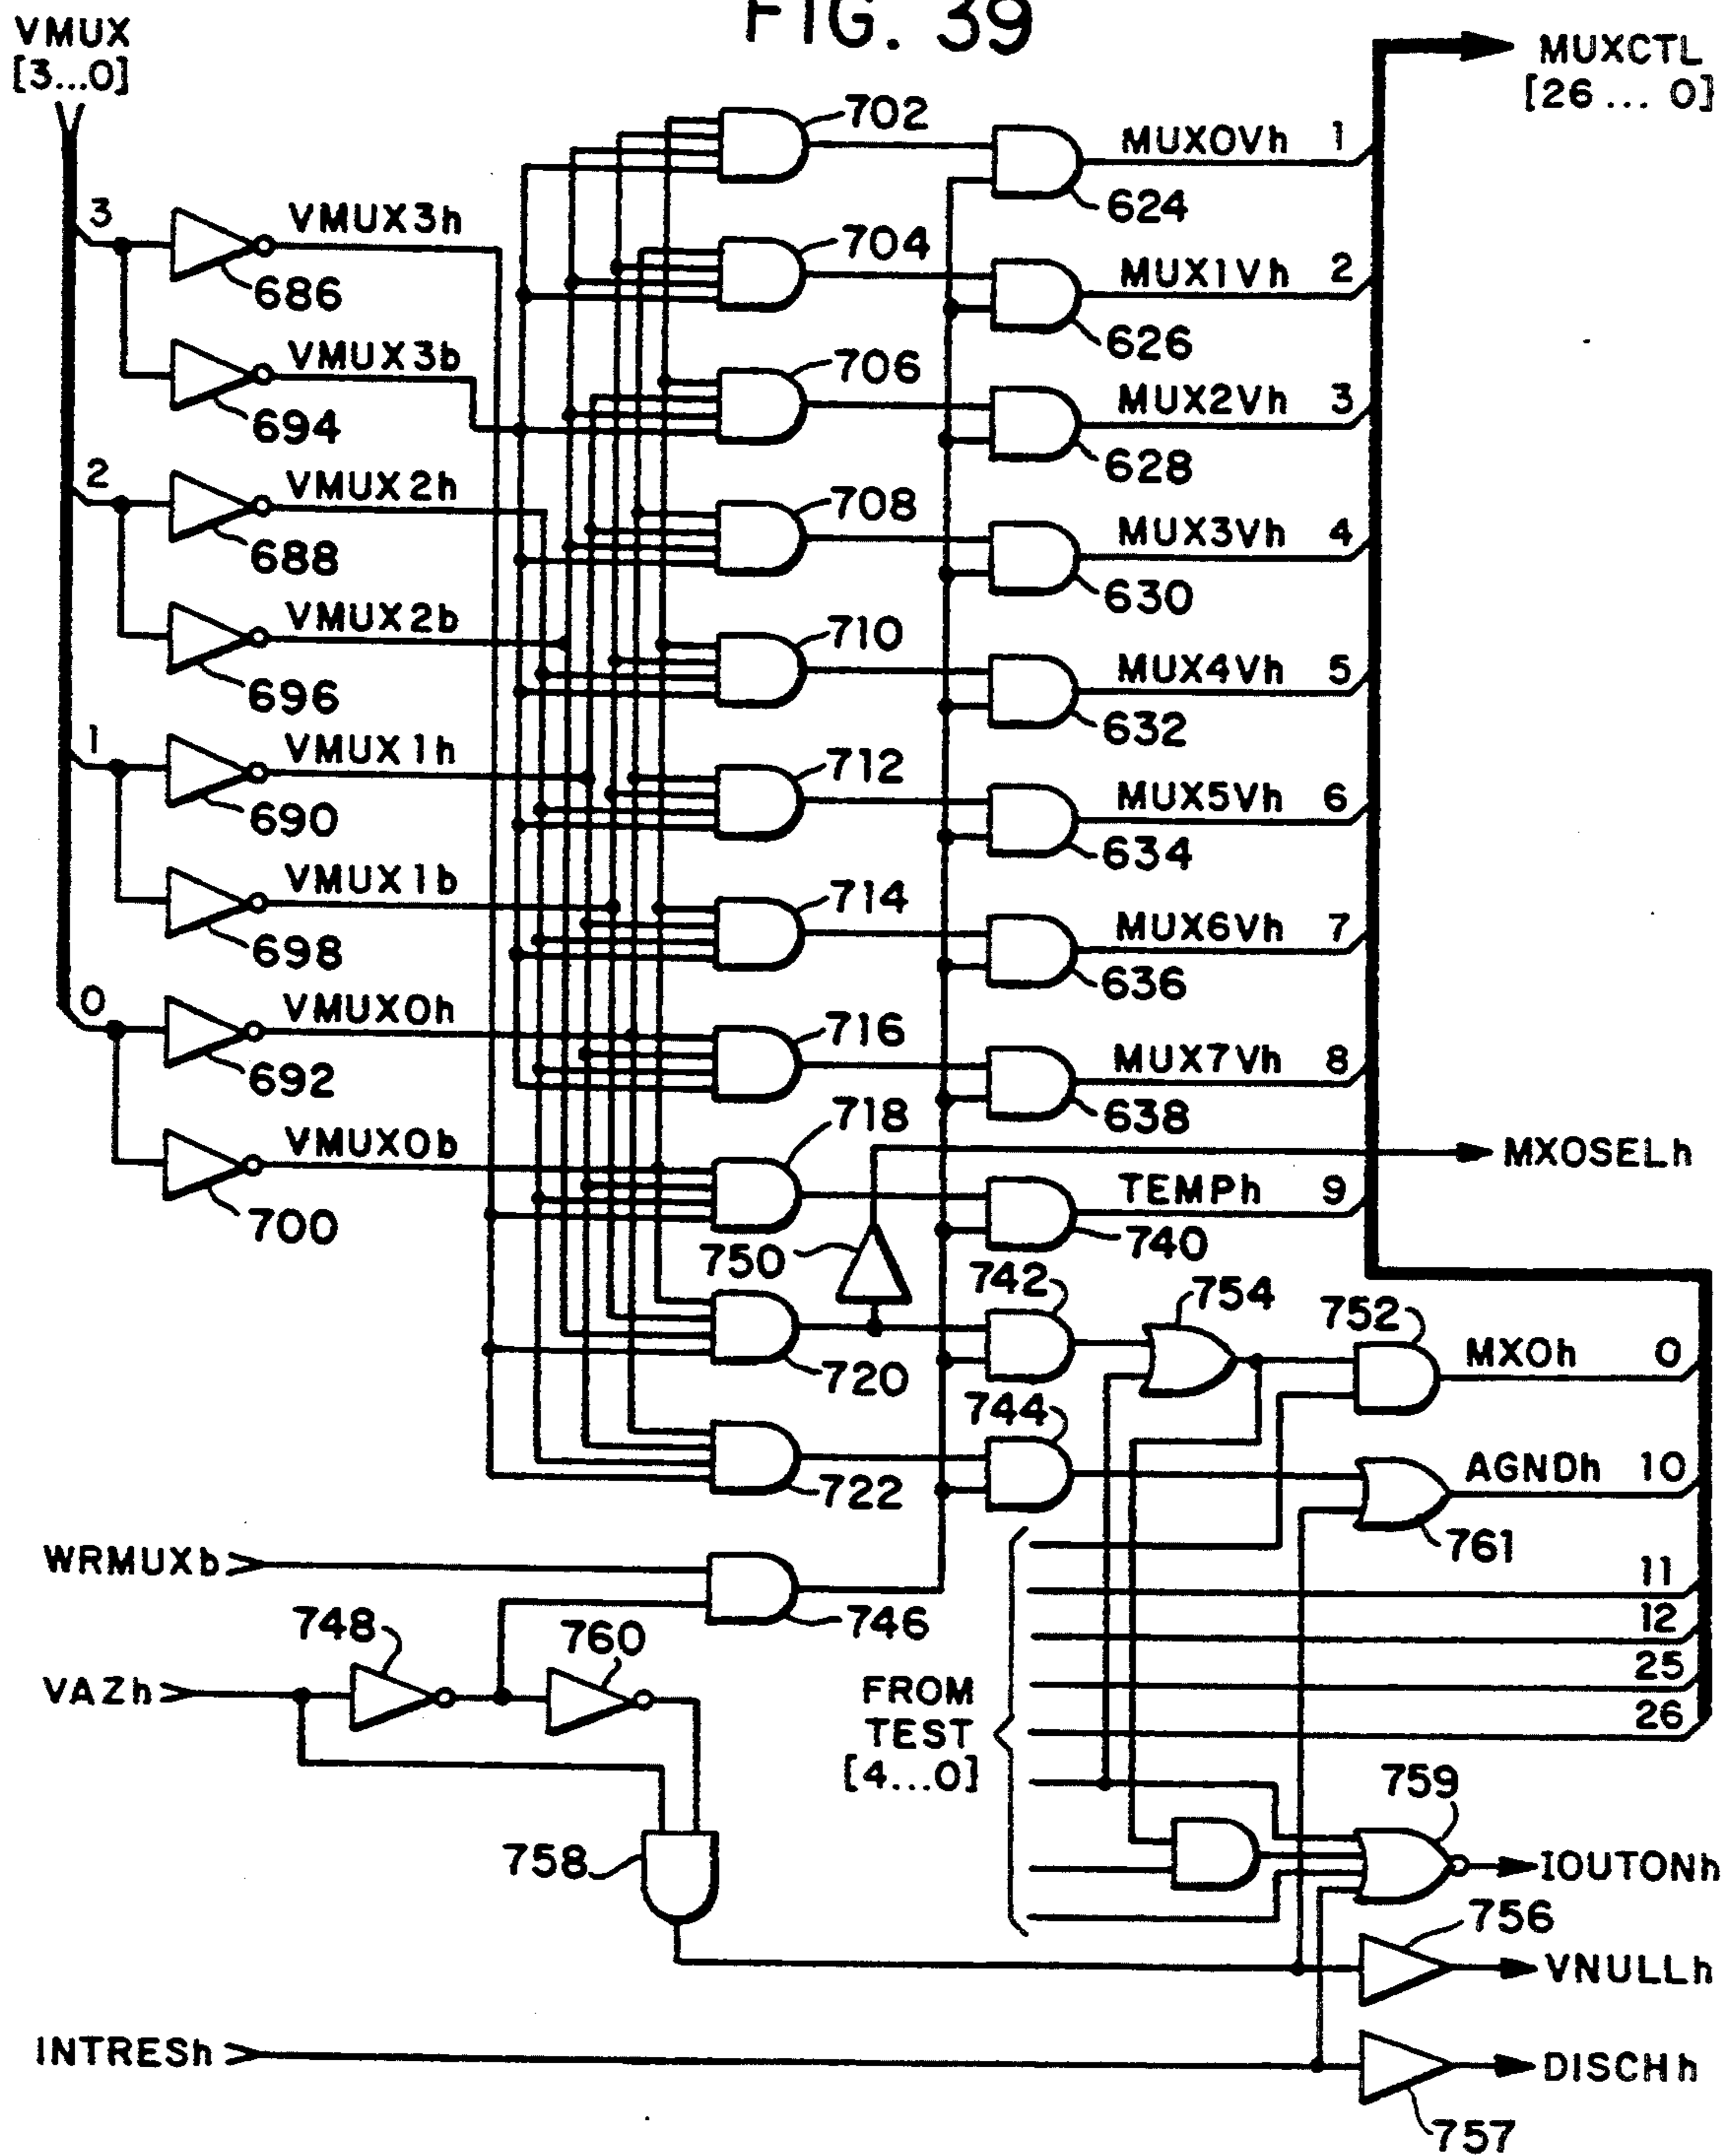 FIG. 39
VMUX
[3...0]
MUXCTL
[26 ... 0]
702
MUX0Vh 1
624
3
VMUX3h
686
704
MUX1Vh 2
626
VMUX3b
694
706
MUX2Vh 3
628
2
VMUX2h
688
708
MUX3Vh 4
630
VMUX2b
696
710
MUX4Vh 5
632
1
VMUX1h
690
712
MUX5Vh 6
634
VMUX1b
698
714
MUX6Vh 7
636
0
VMUX0h
692
716
MUX7Vh 8
638
VMUX0b
700
718
MXOSELh
TEMPh 9
740
750
742
754
752
720
MXOh 0
744
722
AGNDh 10
761
WRMUXb
746
11
12
25
26
748
760
VAZh
FROM
TEST
[4...0]
758
759
IOUTONh
756
VNULLh
INTRESh
DISCHh
757